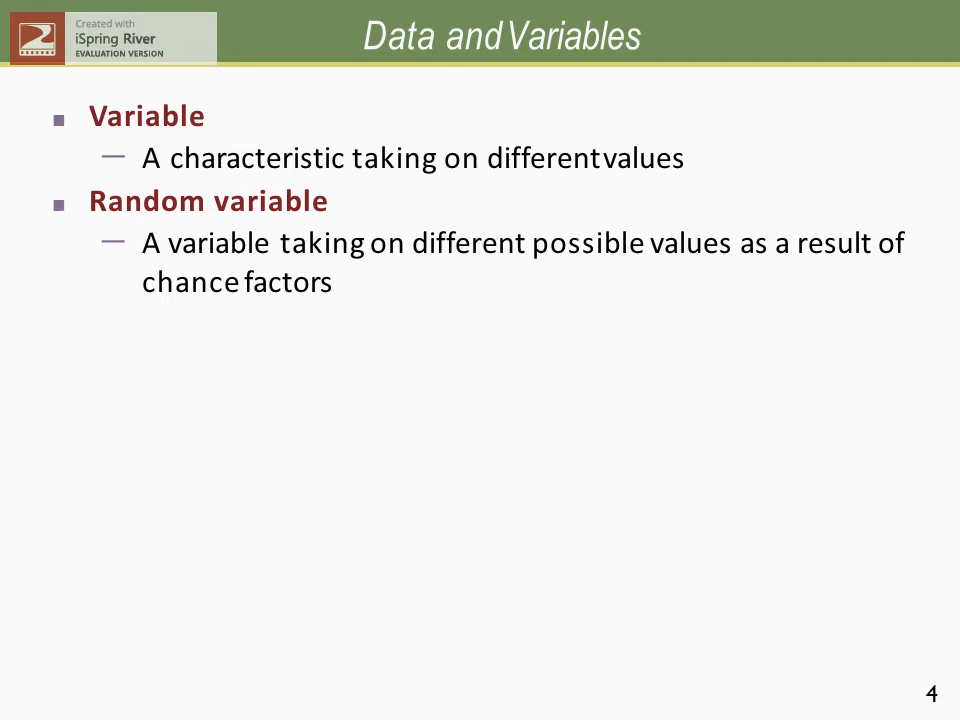 Created with
iSpring River
EVALUATION VERSION
Data and Variables
■ Variable
— A characteristic taking on different values
■ Random variable
— A variable taking on different possible values as a result of
chance factors
4